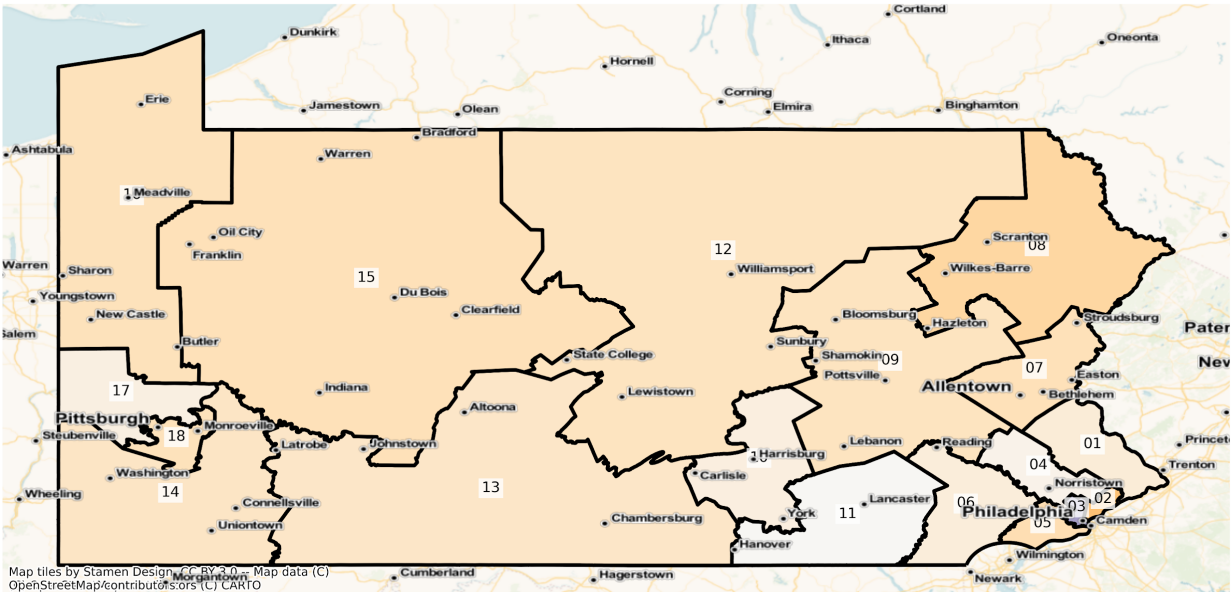 Cortland
Dunkirk
Ithaca
Oneonta
Hornell
Corning
Erie
Jamestown
Olean
Elmira
Binghamton
Bradford
Ashtabula
Warren
Meadville
Oil City
Scranton
08
12
Franklin
Warren
Sharon
15
Williamsport
Wilkes-Barre
Youngstown
Du Bois
New Castle
Clearfield
Bloomsburg
Hazleton
Stroudsburg
Salem
Butler
Sunbury
State College
Shamokin
09
07
Pottsville
Easton
17
Indiana
Lewistown
Allentown
Bethlehem
Altoona
Pittsburgh
18
Monroeville
Steubenville
Latrobe
Johnstown
Lebanon
Reading
01
Harrisburg
04
Trenton
Washington
Carlisle
Norristown
14
13
Wheeling
Connellsville
Lancaster
06
02
03
Philadelphia
11
York
Chambersburg
Camden
05
Uniontown
Hanover
Wilmington
Map tiles by Stamen Design, CC BY 3.0 -- Map data (C)
OpenStreetMap contributors (C) CARTO
Morgantown
Cumberland
Hagerstown
Newark